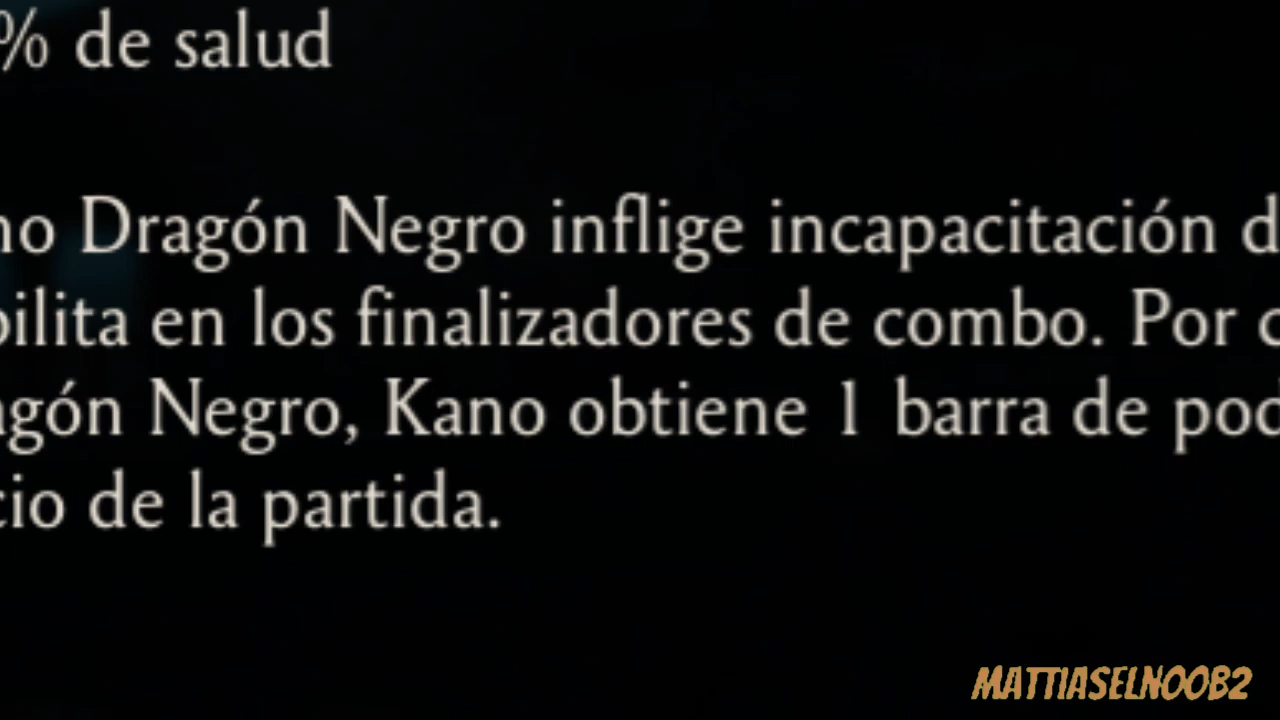 % de salud
no Dragón Negro inflige incapacitación d
bilita en los finalizadores de combo. Por c
agón Negro, Kano obtiene 1 barra de pod
cio de la partida.
MATTIASELNOOB2